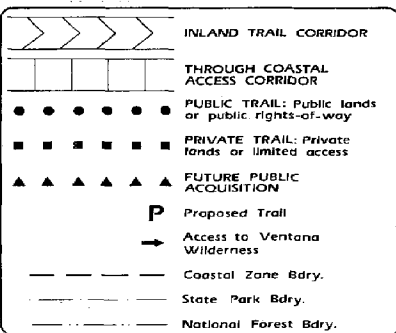 INLAND TRAIL CORRIDOR
THROUGH COASTAL
ACCESS CORRIDOR
PUBLIC TRAIL: Public lands
or public rights-of-way
PRIVATE TRAIL: Private
lands or limited access
FUTURE PUBLIC
ACQUISITION
P Proposed Trail
Access to Ventana
Wilderness
Coastal Zone Bdry.
State Park Bdry.
National Forest Bdry.